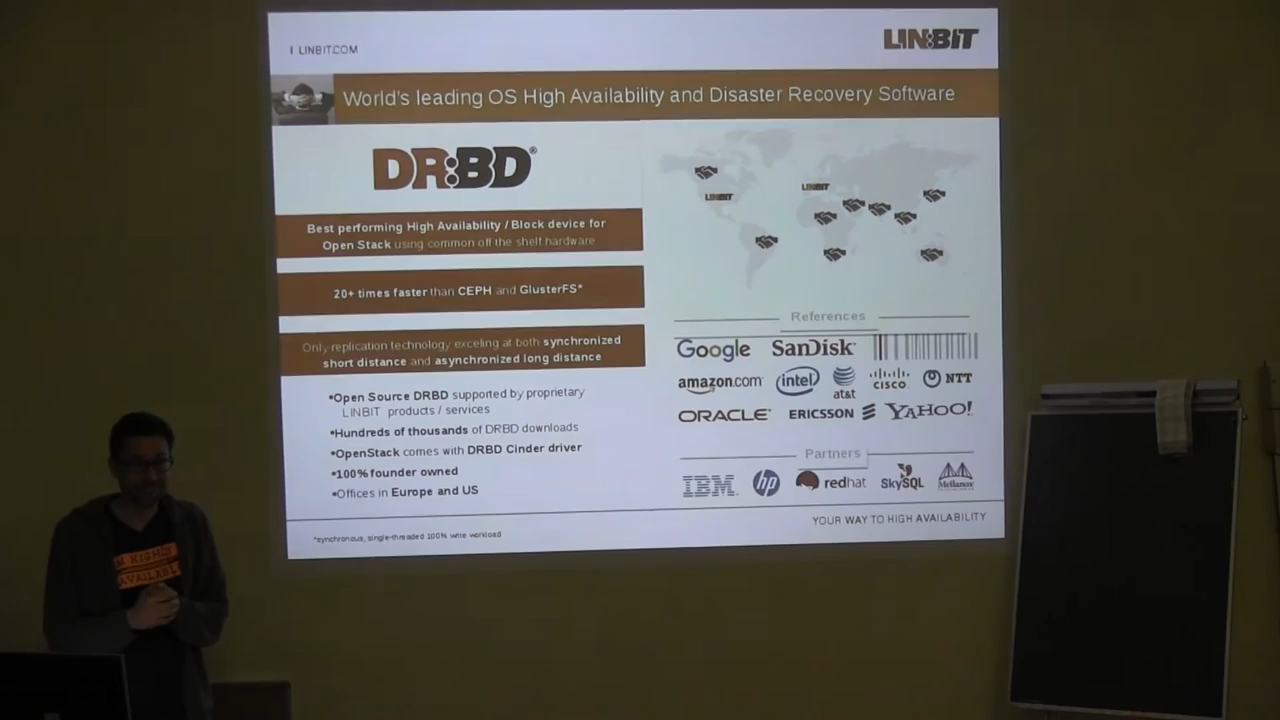 LINBIT.COM
LINBIT
World's leading OS High Availability and Disaster Recovery Software
DRBD®
Best performing High Availability / Block device for
Open Stack using common off the shelf hardware
20+ times faster than CEPH and GlusterFS*
Only replication technology exceling at both synchronized
short distance and asynchronized long distance
•Open Source DRBD supported by proprietary
LINBIT products / services
•Hundreds of thousands of DRBD downloads
•OpenStack comes with DRBD Cinder driver
•100% founder owned
•Offices in Europe and US
*synchronous, single-threaded 100% write workload
LINBIT
LINBIT
References
Google SanDisk
amazon.com intel at&t CISCO NTT
ORACLE ERICSSON YAHOO!
Partners
IBM hp redhat SkySQL Mellanox
YOUR WAY TO HIGH AVAILABILITY
M HIGHLY
AVAILABL